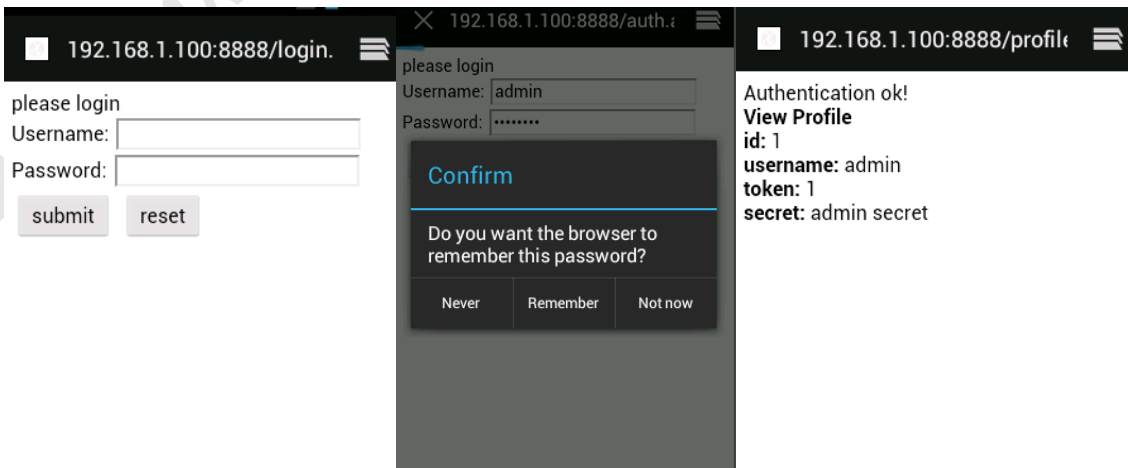 192.168.1.100:8888/login.
please login
Username:
Password:
submit reset
192.168.1.100:8888/auth.a
please login
Username: admin
Password: ••••••••
Confirm
Do you want the browser to
remember this password?
Never Remember Not now
192.168.1.100:8888/profile
Authentication ok!
View Profile
id: 1
username: admin
token: 1
secret: admin secret